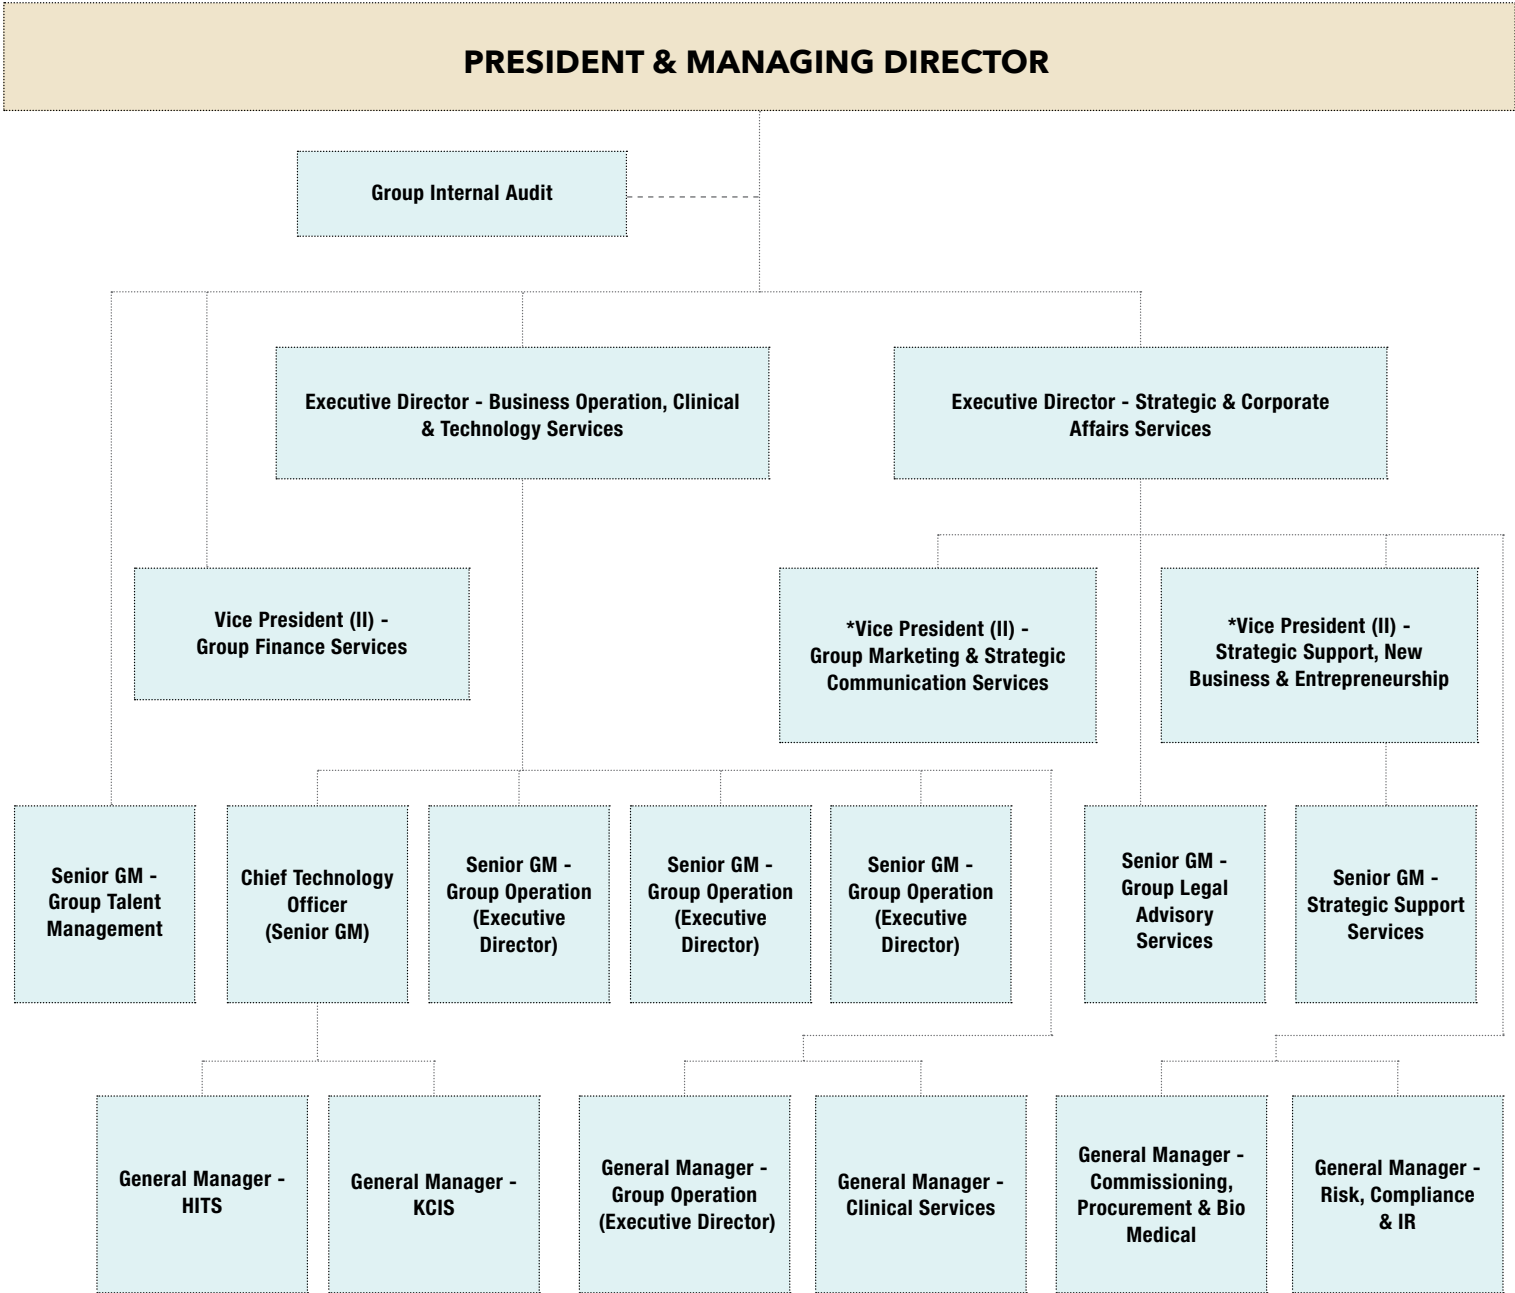 PRESIDENT & MANAGING DIRECTOR
Group Internal Audit
Executive Director - Business Operation, Clinical
& Technology Services
Executive Director - Strategic & Corporate
Affairs Services
Vice President (II) -
Group Finance Services
*Vice President (II) -
Group Marketing & Strategic
Communication Services
*Vice President (II) -
Strategic Support, New
Business & Entrepreneurship
Senior GM -
Group Talent
Management
Chief Technology
Officer
(Senior GM)
Senior GM -
Group Operation
(Executive
Director)
Senior GM -
Group Operation
(Executive
Director)
Senior GM -
Group Operation
(Executive
Director)
Senior GM -
Group Legal
Advisory
Services
Senior GM -
Strategic Support
Services
General Manager -
HITS
General Manager -
KCIS
General Manager -
Group Operation
(Executive Director)
General Manager -
Clinical Services
General Manager -
Commissioning,
Procurement & Bio
Medical
General Manager -
Risk, Compliance
& IR